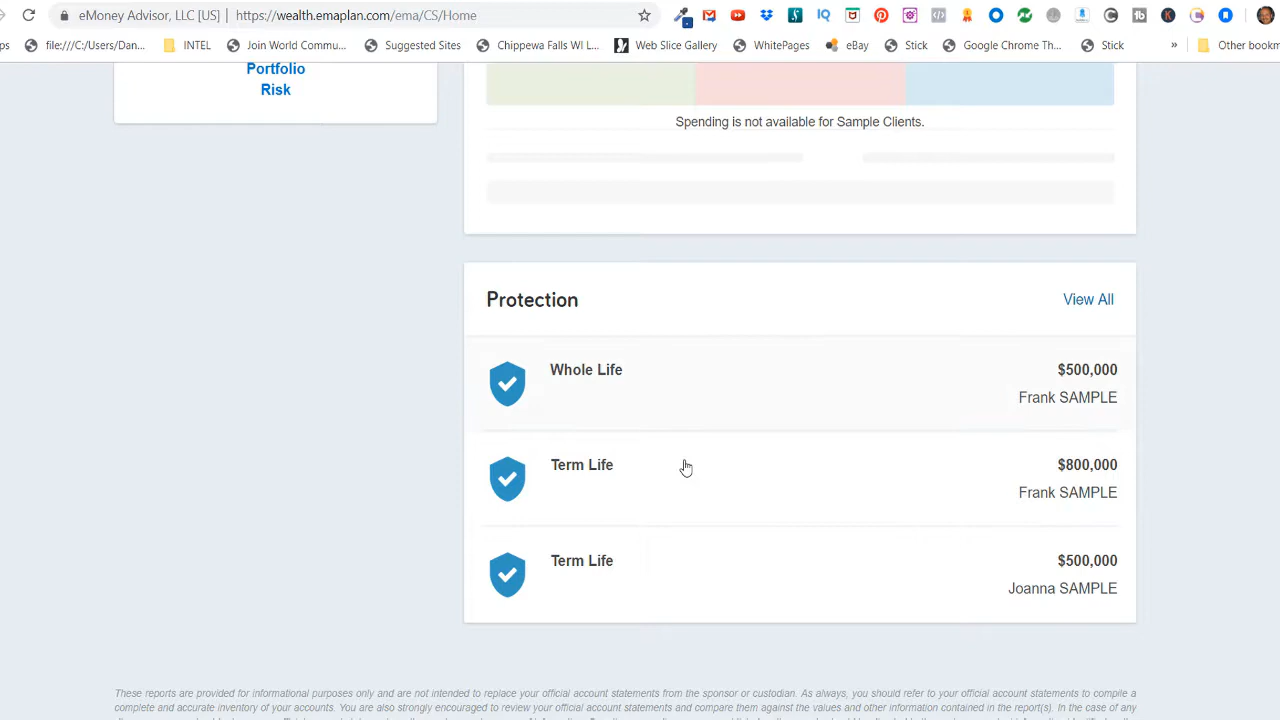 eMoney Advisor, LLC [US] | https://wealth.emaplan.com/ema/CS/Home
ps file:///C:/Users/Dan... INTEL Join World Commu... Suggested Sites Chippewa Falls WI L... Web Slice Gallery WhitePages eBay Stick Google Chrome Th... Stick » Other bookm
Portfolio
Risk
Spending is not available for Sample Clients.
Protection View All
Whole Life $500,000
Frank SAMPLE
Term Life $800,000
Frank SAMPLE
Term Life $500,000
Joanna SAMPLE
These reports are provided for informational purposes only and are not intended to replace your official account statements from the sponsor or custodian. As always, you should refer to your official account statements to compile a
complete and accurate inventory of your accounts. You are also strongly encouraged to review your official account statements and compare them against the values and other information contained in the report(s). In the case of any